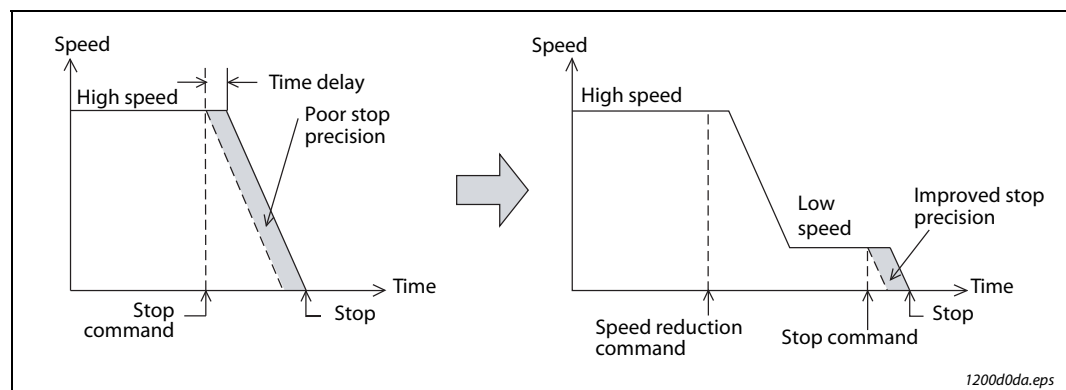 Speed
Time delay
High speed
Poor stop
precision
Time
Stop
command
Stop
Speed
High speed
Low
speed
Improved stop
precision
Time
Speed reduction
command
Stop command
Stop
1200d0da.eps